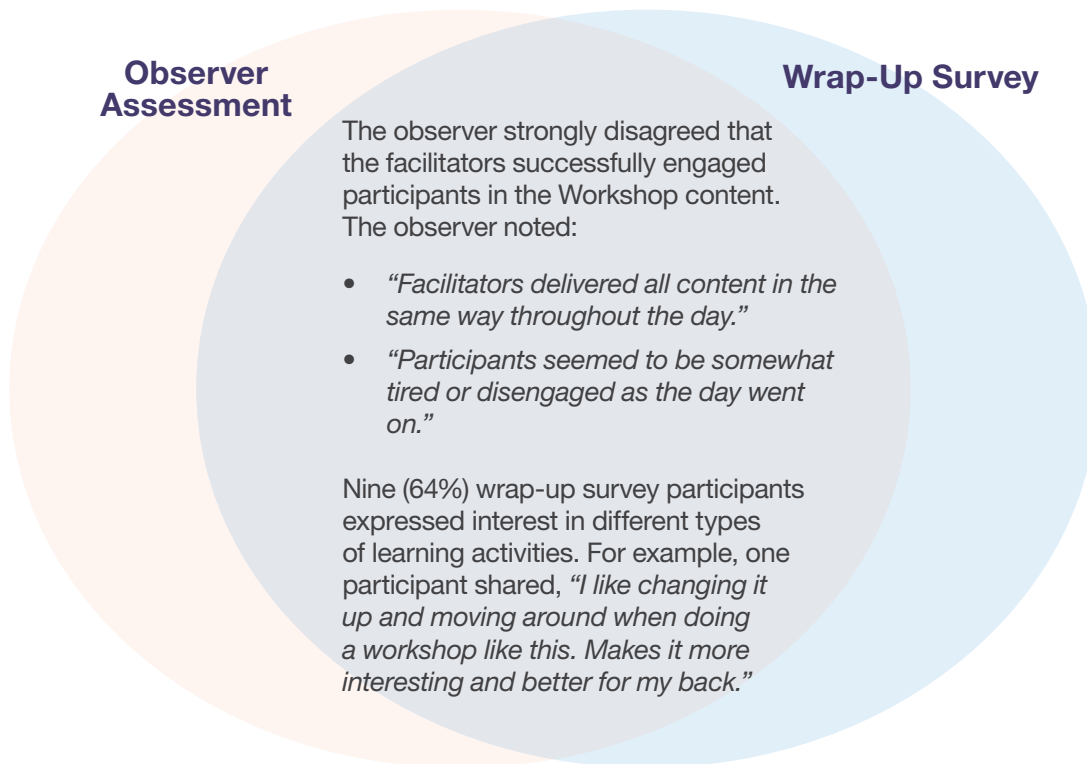 Observer
Assessment
Wrap-Up Survey
The observer strongly disagreed that
the facilitators successfully engaged
participants in the Workshop content.
The observer noted:
• “Facilitators delivered all content in the
same way throughout the day.”
• “Participants seemed to be somewhat
tired or disengaged as the day went
on.”
Nine (64%) wrap-up survey participants
expressed interest in different types
of learning activities. For example, one
participant shared, “I like changing it
up and moving around when doing
a workshop like this. Makes it more
interesting and better for my back.”